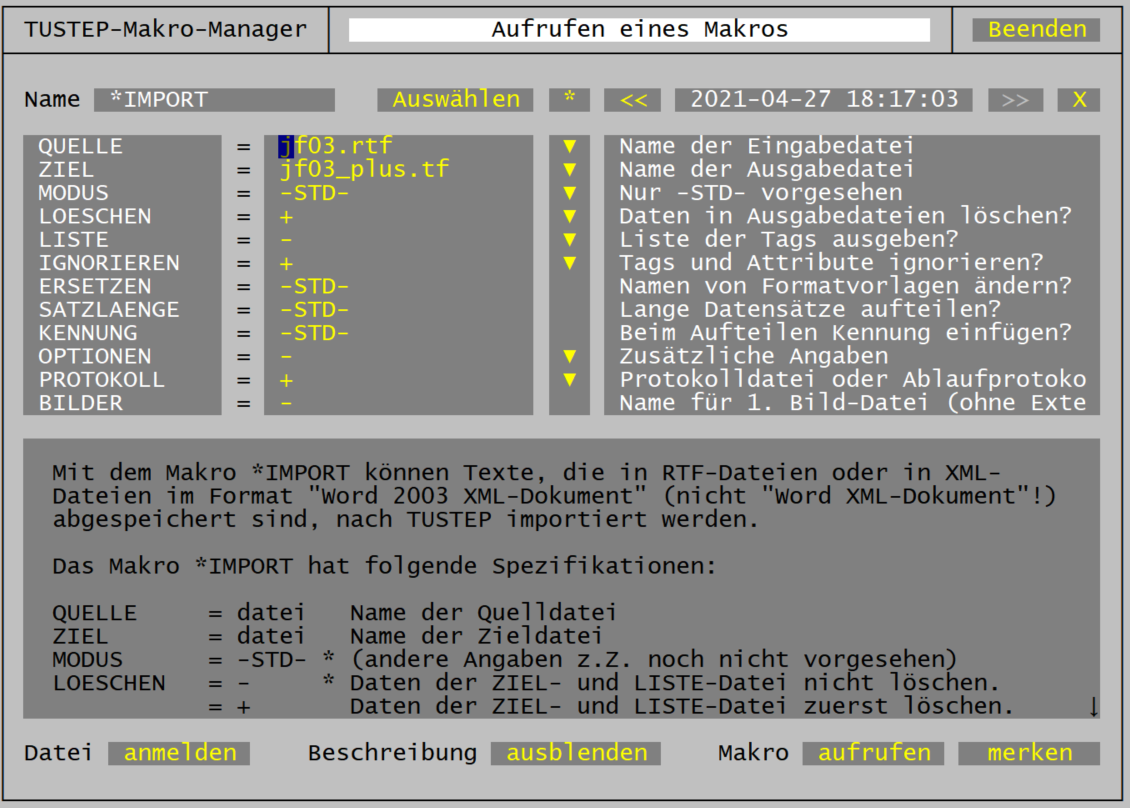 TUSTEP-Makro-Manager Aufrufen eines Makros Beenden
Name *IMPORT Auswählen * << 2021-04-27 18:17:03 >> X
QUELLE = jf03.rtf ▼ Name der Eingabedatei
ZIEL = jf03_plus.tf ▼ Name der Ausgabedatei
MODUS = -STD- ▼ Nur -STD- vorgesehen
LOESCHEN = + ▼ Daten in Ausgabedateien löschen?
LISTE = - ▼ Liste der Tags ausgeben?
IGNORIEREN = + ▼ Tags und Attribute ignorieren?
ERSETZEN = -STD- Namen von Formatvorlagen ändern?
SATZLAENGE = -STD- Lange Datensätze aufteilen?
KENNUNG = -STD- Beim Aufteilen Kennung einfügen?
OPTIONEN = - ▼ Zusätzliche Angaben
PROTOKOLL = + ▼ Protokolldatei oder Ablaufprotoko
BILDER = - Name für 1. Bild-Datei (ohne Exte
Mit dem Makro *IMPORT können Texte, die in RTF-Dateien oder in XML-
Dateien im Format "Word 2003 XML-Dokument" (nicht "Word XML-Dokument"!)
abgespeichert sind, nach TUSTEP importiert werden.
Das Makro *IMPORT hat folgende Spezifikationen:
QUELLE = datei Name der Quelldatei
ZIEL = datei Name der Zieldatei
MODUS = -STD- * (andere Angaben z.Z. noch nicht vorgesehen)
LOESCHEN = - * Daten der ZIEL- und LISTE-Datei nicht löschen.
= + Daten der ZIEL- und LISTE-Datei zuerst löschen. ↓
Datei anmelden Beschreibung ausblenden Makro aufrufen merken